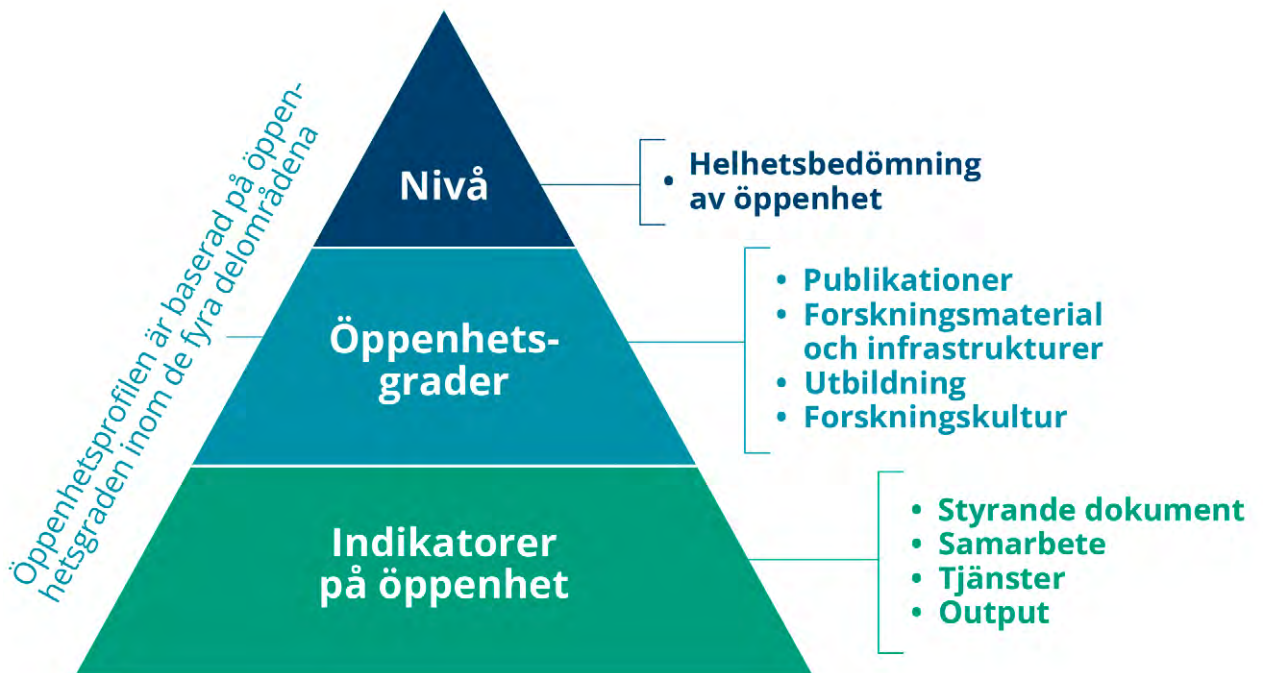 Öppenhetsprofilen är baserad på öppen-
hetsgraden inom de fyra delområdena
Nivå
• Helhetsbedömning
av öppenhet
Öppenhets-
grader
• Publikationer
• Forskningsmaterial
och infrastrukturer
• Utbildning
• Forskningskultur
Indikatorer
på öppenhet
• Styrande dokument
• Samarbete
• Tjänster
• Output